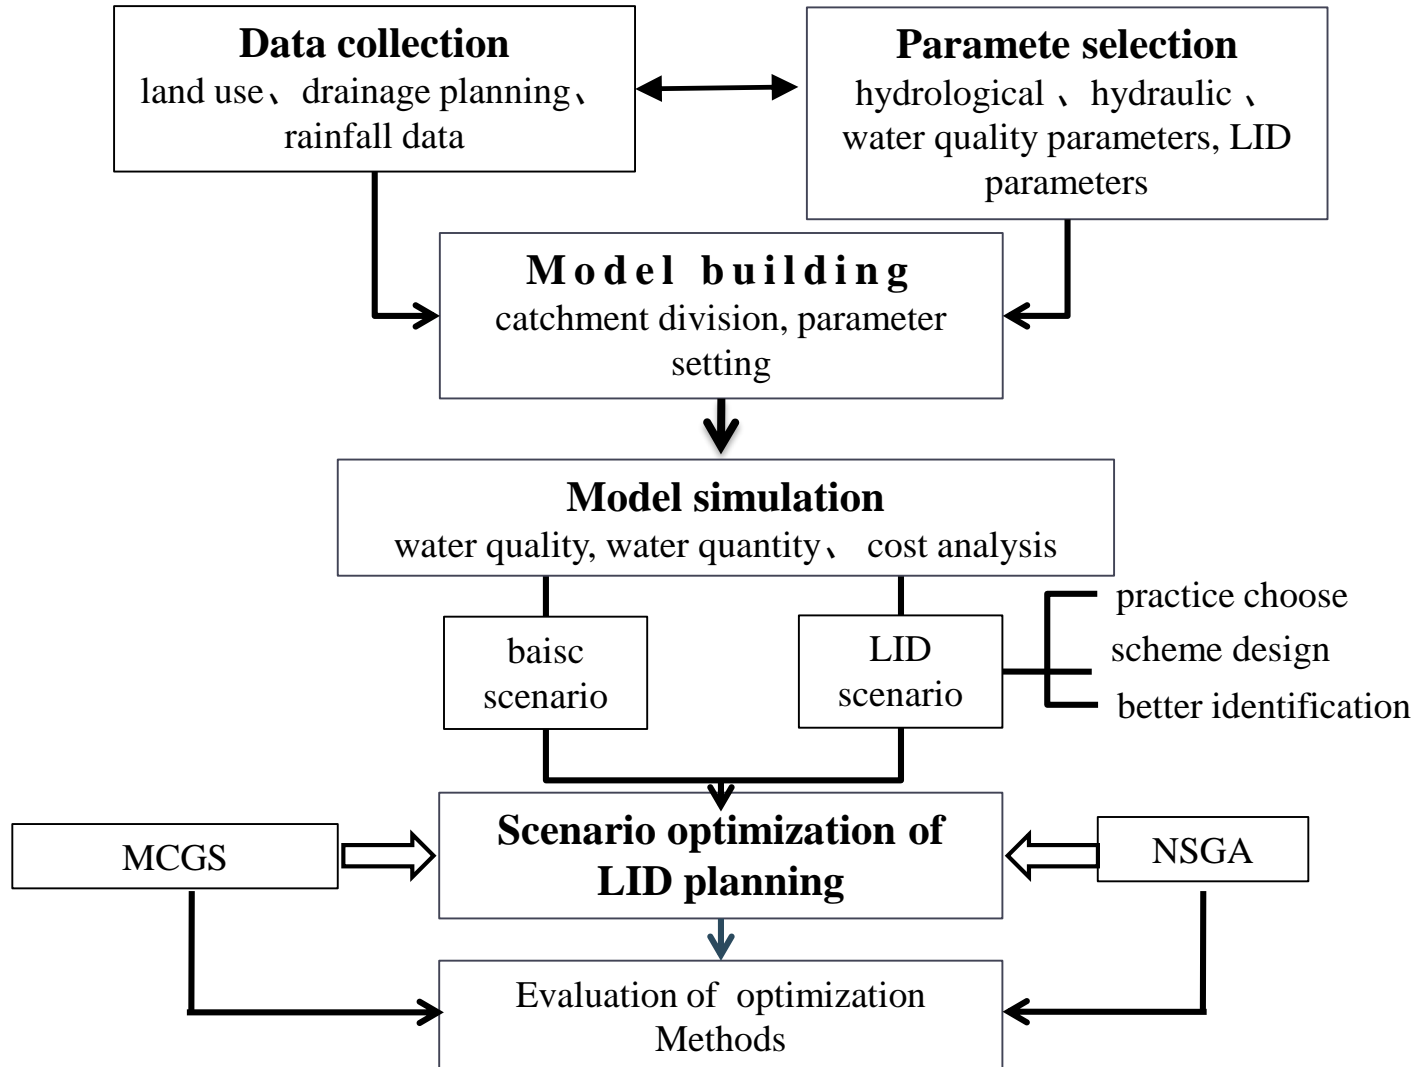 Data collection
land use、drainage planning、
rainfall data
Paramete selection
hydrological 、hydraulic 、
water quality parameters, LID
parameters
Model building
catchment division, parameter
setting
Model simulation
water quality, water quantity、 cost analysis
baisc
scenario
LID
scenario
practice choose
scheme design
better identification
MCGS
Scenario optimization of
LID planning
NSGA
Evaluation of optimization
Methods